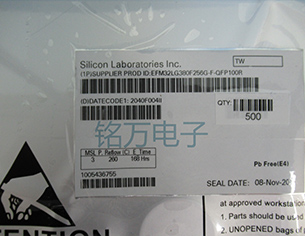 Silicon Laboratories Inc.
TW
(1P)SUPPLIER PROD ID:EFM32LG380F256G-F-QFP100R
(D)DATECODE1: 2040F004II
QTY:
500
铭万电子
MSL P. Reflow (C) E_Time
3 260 168 Hrs
Pb Free(E4)
1005436755
SEAL DATE: 08-Nov-20
at approved workstation
1. Parts should be used
2. UNOPENED bags of